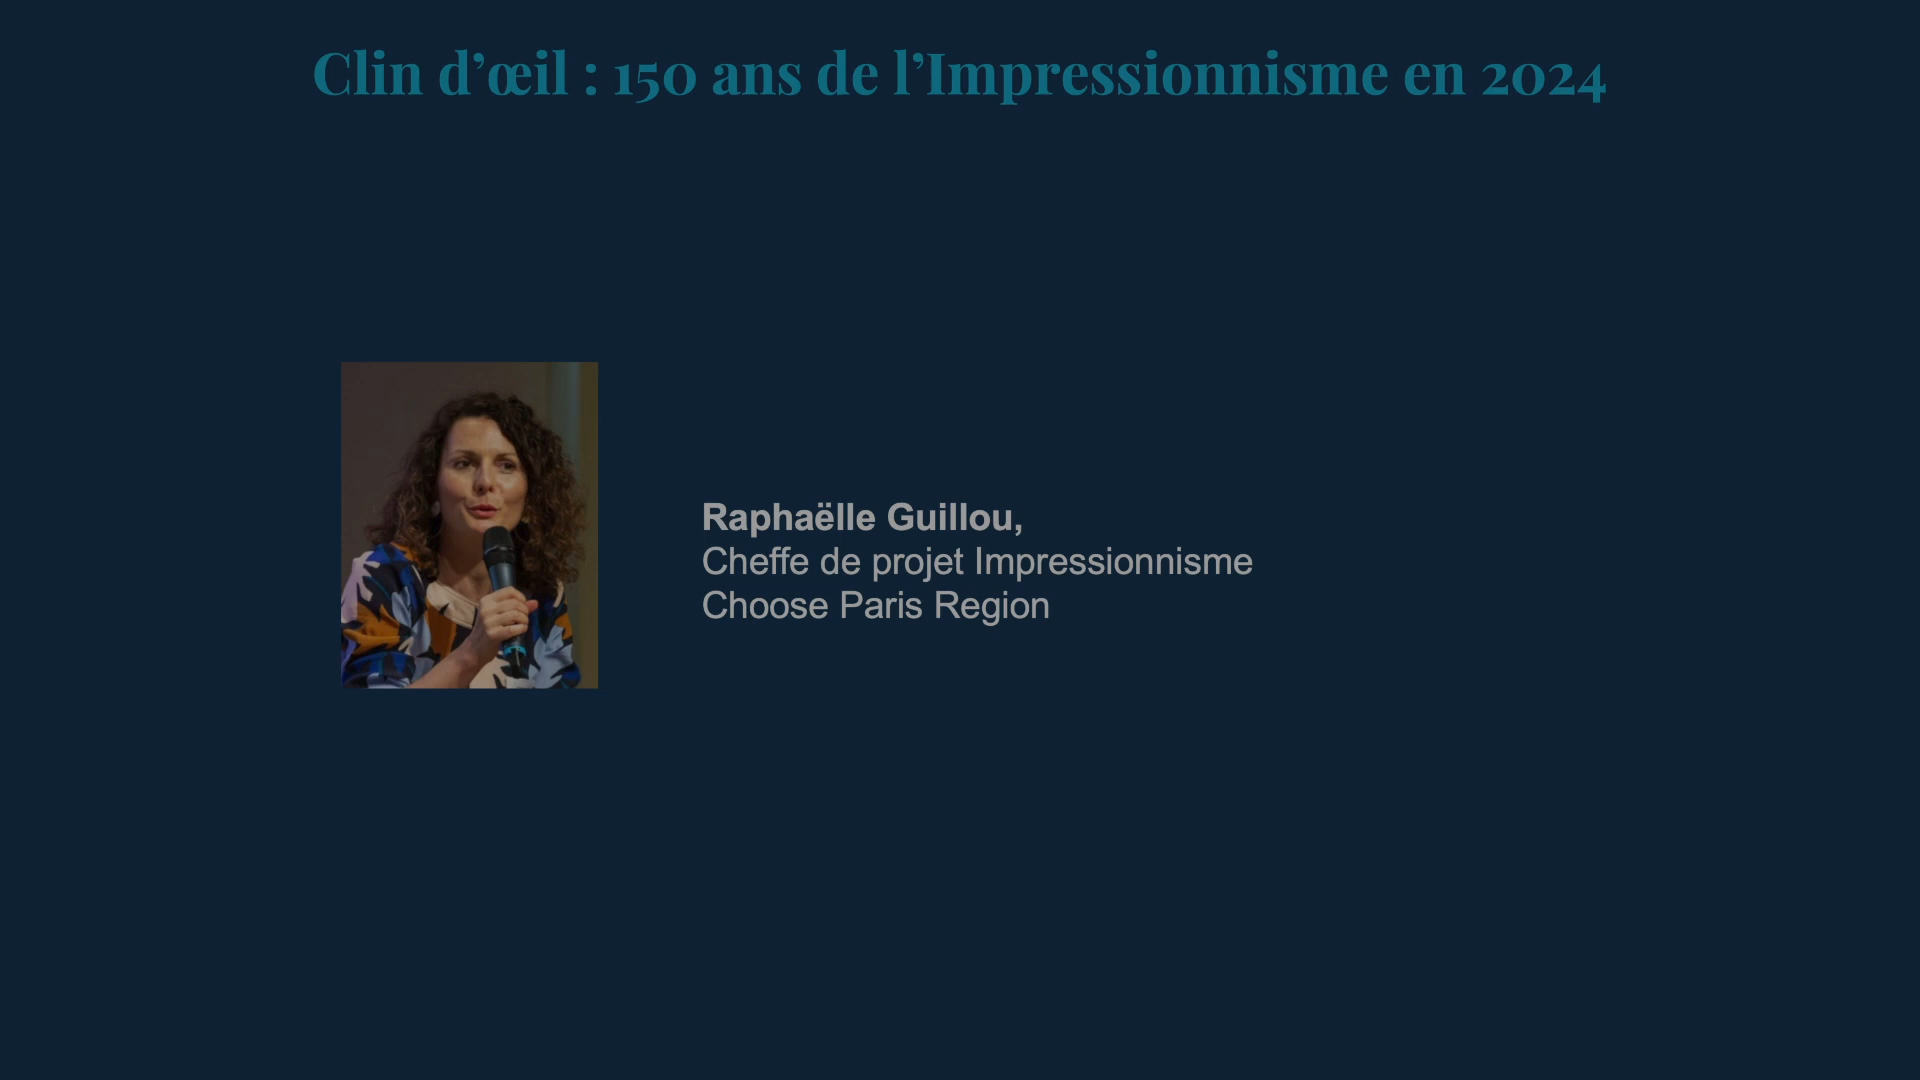 Clin d’œil : 150 ans de l’Impressionnisme en 2024
Raphaëlle Guillou,
Cheffe de projet Impressionnisme
Choose Paris Region